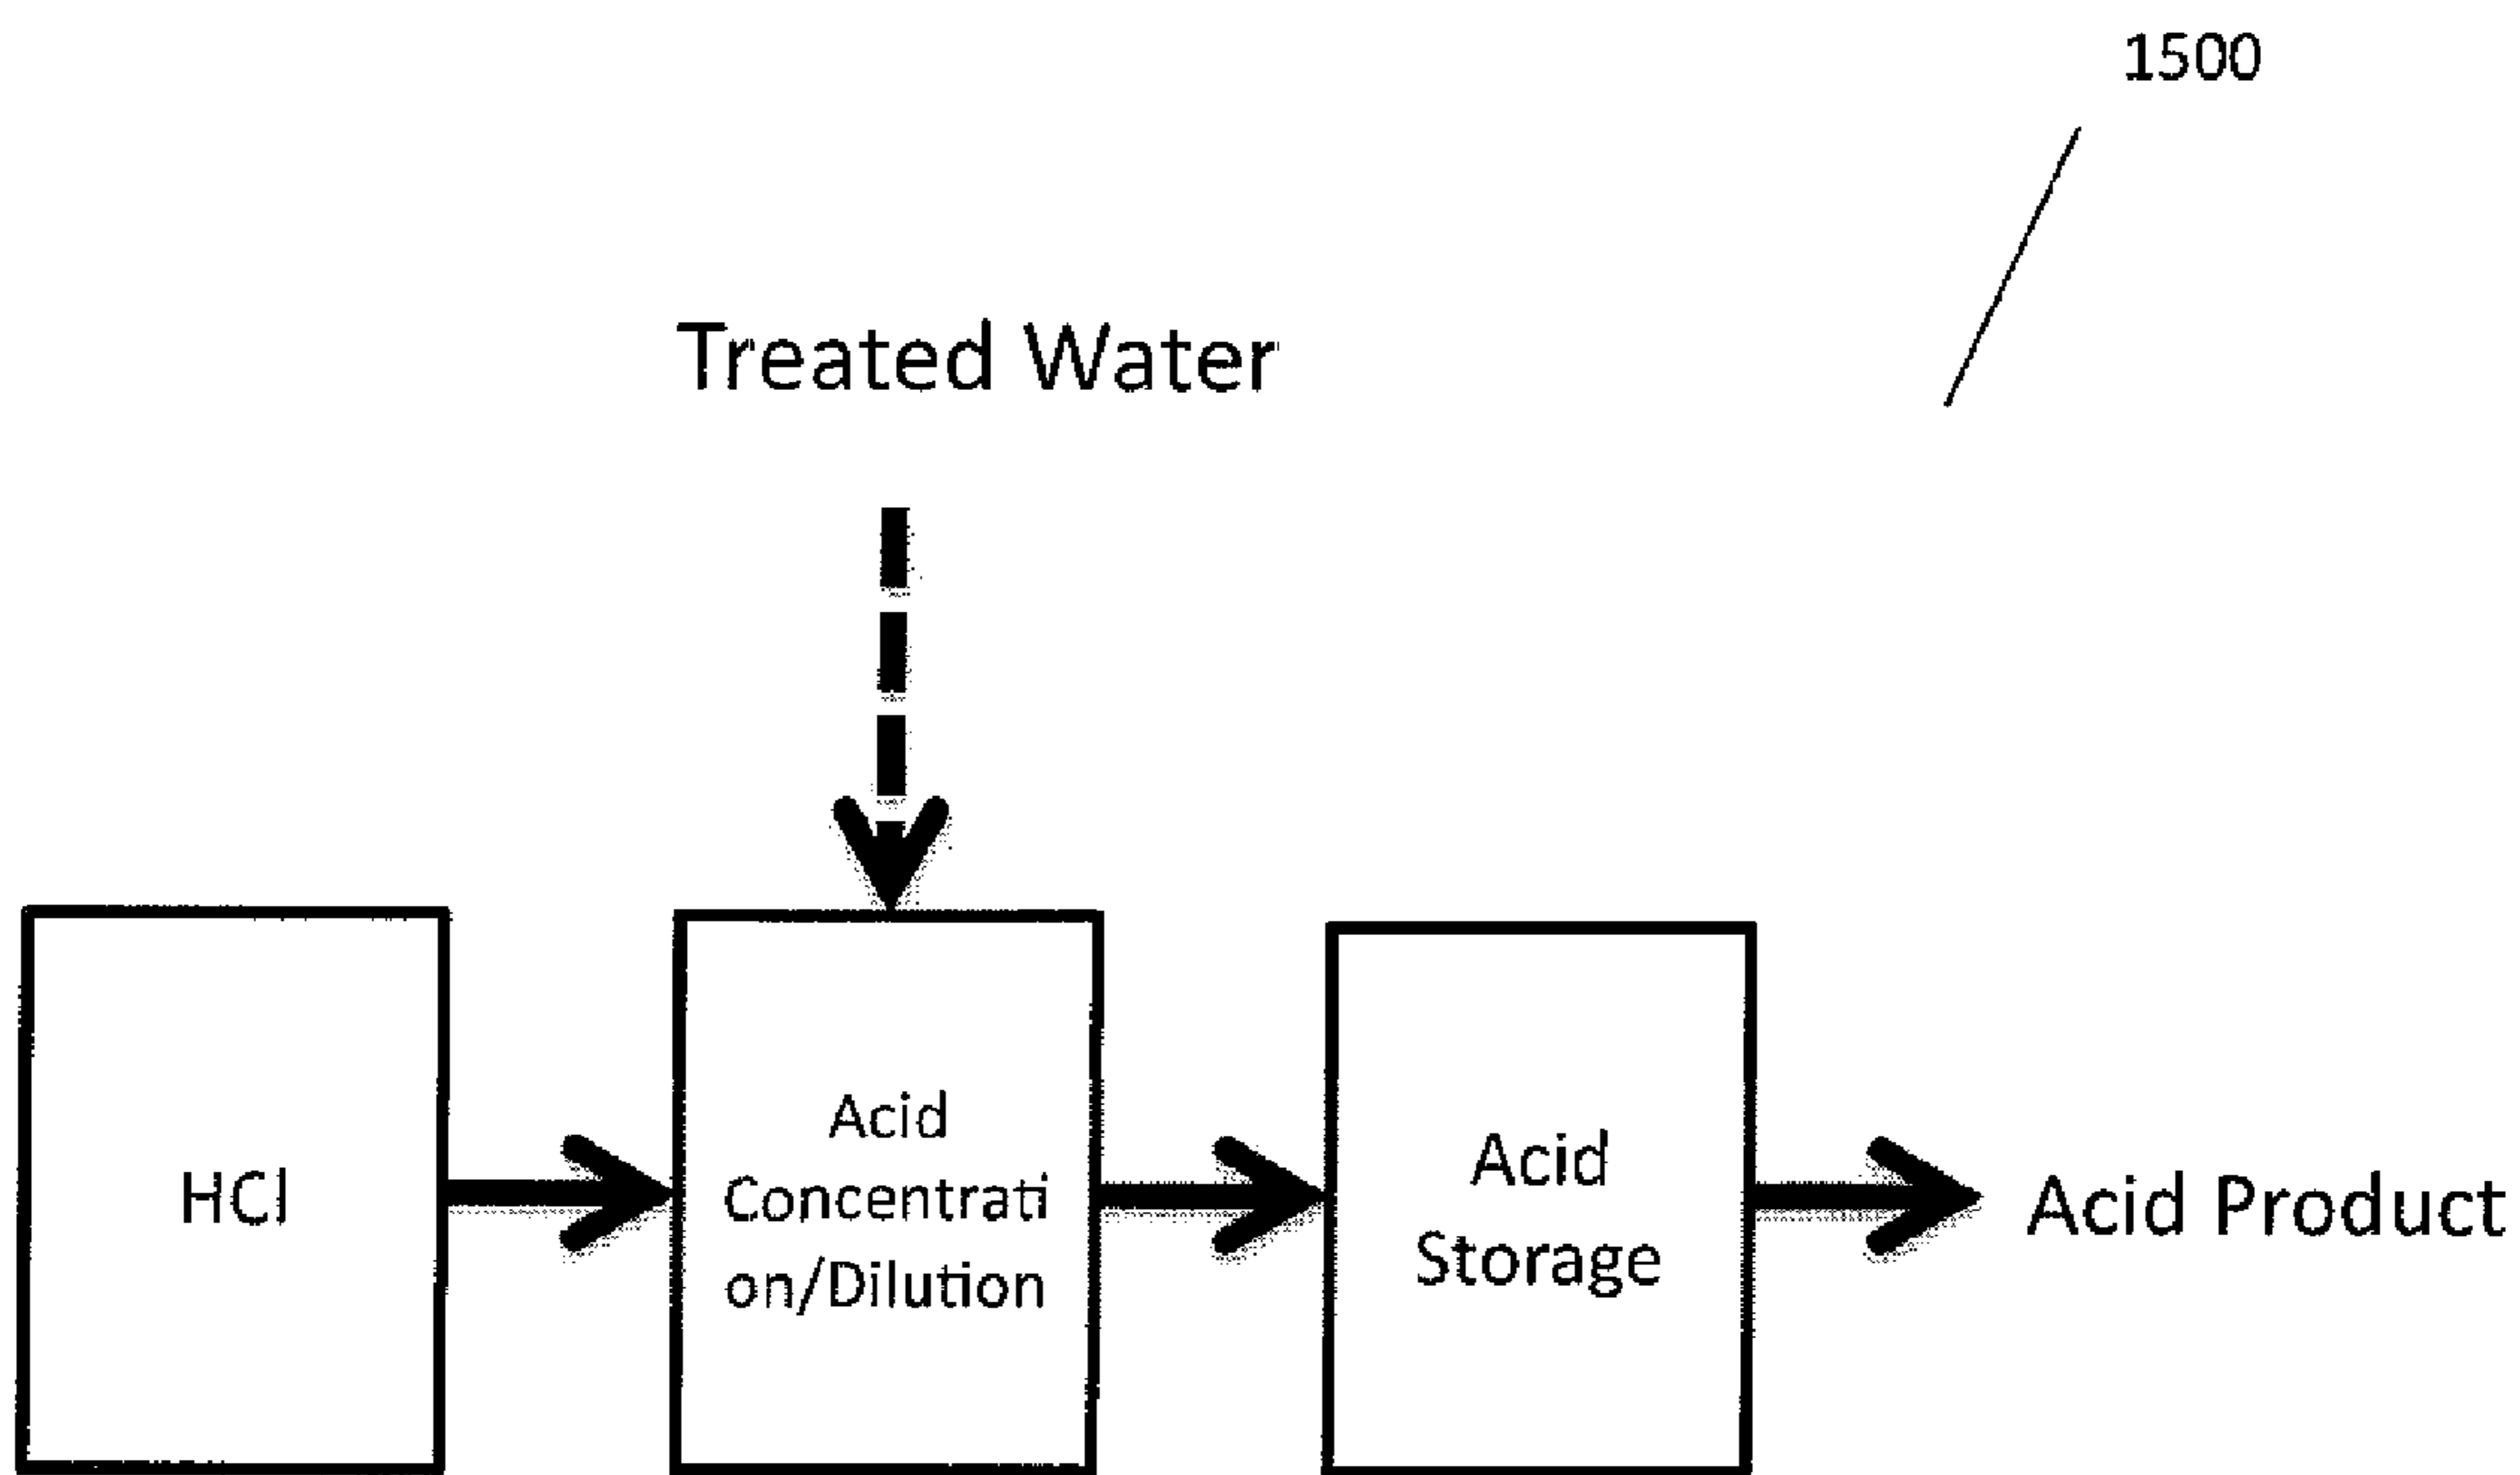 1500
Treated Water
HCl
Acid
Concentrati
on/Dilution
Acid
Storage
Acid Product